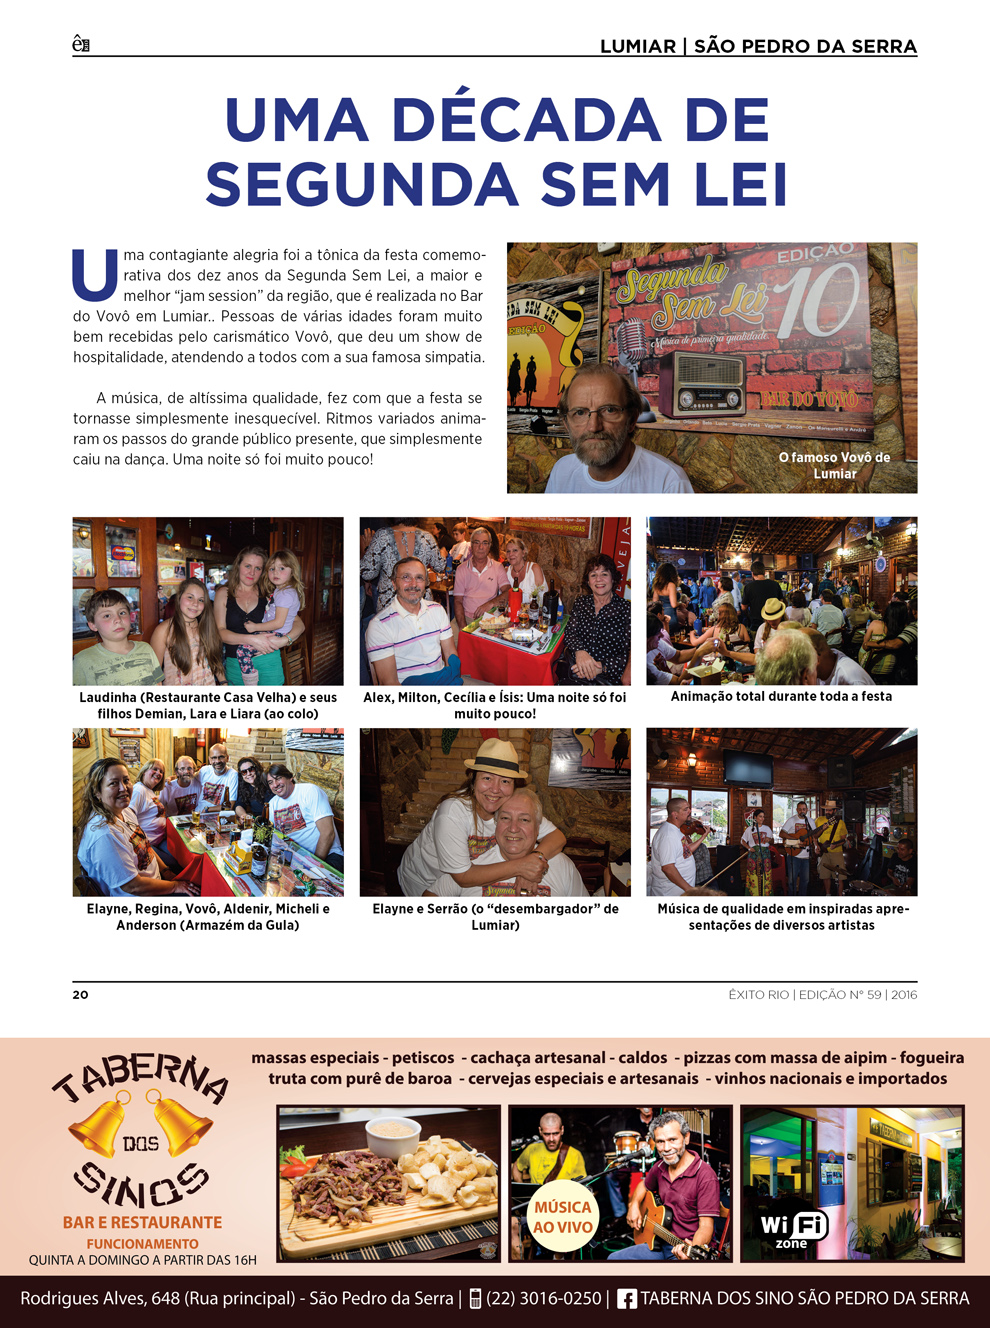 ê
LUMIAR | SÃO PEDRO DA SERRA
UMA DÉCADA DE
SEGUNDA SEM LEI
Uma contagiante alegria foi a tônica da festa comemo-
rativa dos dez anos da Segunda Sem Lei, a maior e
melhor “jam session” da região, que é realizada no Bar
do Vovô em Lumiar.. Pessoas de várias idades foram muito
bem recebidas pelo carismático Vovô, que deu um show de
hospitalidade, atendendo a todos com a sua famosa simpatia.
A música, de altíssima qualidade, fez com que a festa se
tornasse simplesmente inesquecível. Ritmos variados anima-
ram os passos do grande público presente, que simplesmente
caiu na dança. Uma noite só foi muito pouco!
EDIÇÃO
10
Segunda
Sem Lei
Música de primeira qualidade.
BAR DO VOVÔ
SEM LEI
EDIÇÃO
O famoso Vovô de
Lumiar
Laudinha (Restaurante Casa Velha) e seus
filhos Demian, Lara e Liara (ao colo)
Alex, Milton, Cecília e Ísis: Uma noite só foi
muito pouco!
Animação total durante toda a festa
Elayne, Regina, Vovô, Aldenir, Micheli e
Anderson (Armazém da Gula)
Elayne e Serrão (o “desembargador” de
Lumiar)
Música de qualidade em inspiradas apre-
sentações de diversos artistas
20
ÊXITO RIO | EDIÇÃO N° 59 | 2016
TABERNA
DOS
SINOS
BAR E RESTAURANTE
FUNCIONAMENTO
QUINTA A DOMINGO A PARTIR DAS 16H
massas especiais - petiscos - cachaça artesanal - caldos - pizzas com massa de aipim - fogueira
truta com purê de baroa - cervejas especiais e artesanais - vinhos nacionais e importados
MÚSICA
AO VIVO
Wi Fi
zone
Rodrigues Alves, 648 (Rua principal) - São Pedro da Serra | (22) 3016-0250 | TABERNA DOS SINO SÃO PEDRO DA SERRA